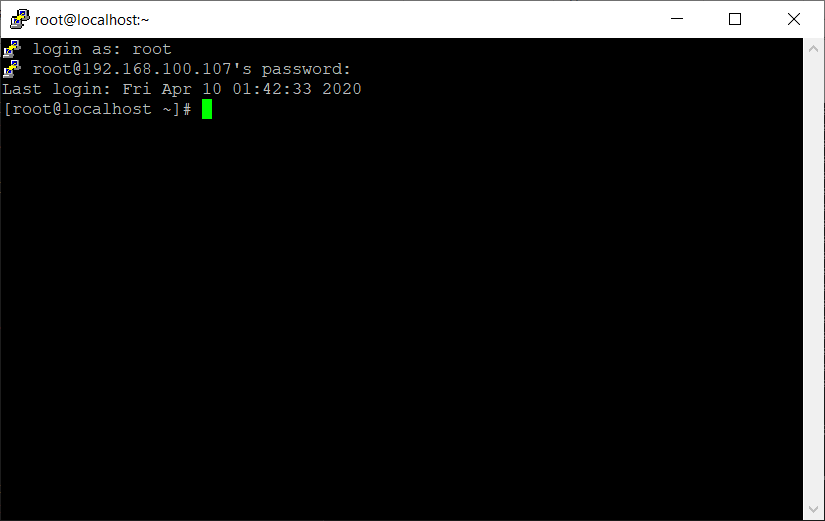 root@localhost:~
login as: root
root@192.168.100.107's password:
Last login: Fri Apr 10 01:42:33 2020
[root@localhost ~]#